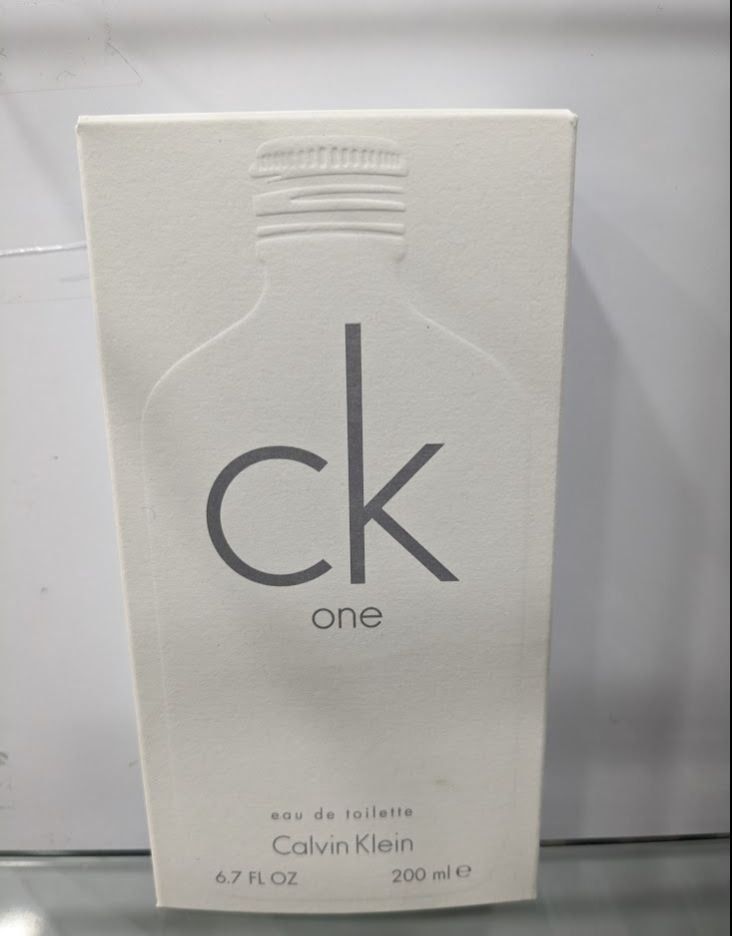 ck
one
eau de toilette
Calvin Klein
6.7 FL OZ 200 ml ℮